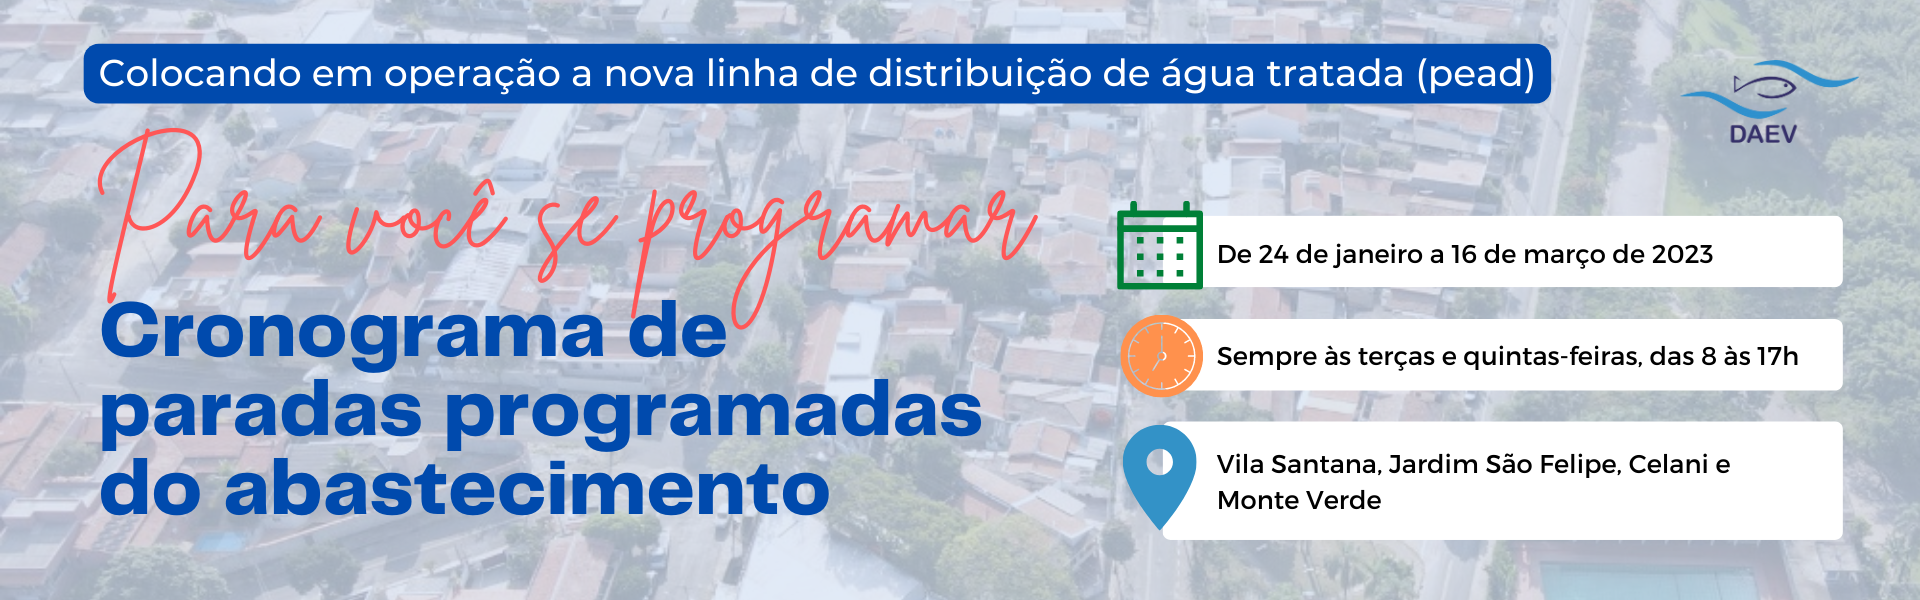 Colocando em operação a nova linha de distribuição de água tratada (pead)
DAEV
Para você se programar
Cronograma de
paradas programadas
do abastecimento
De 24 de janeiro a 16 de março de 2023
Sempre às terças e quintas-feiras, das 8 às 17h
Vila Santana, Jardim São Felipe, Celani e
Monte Verde